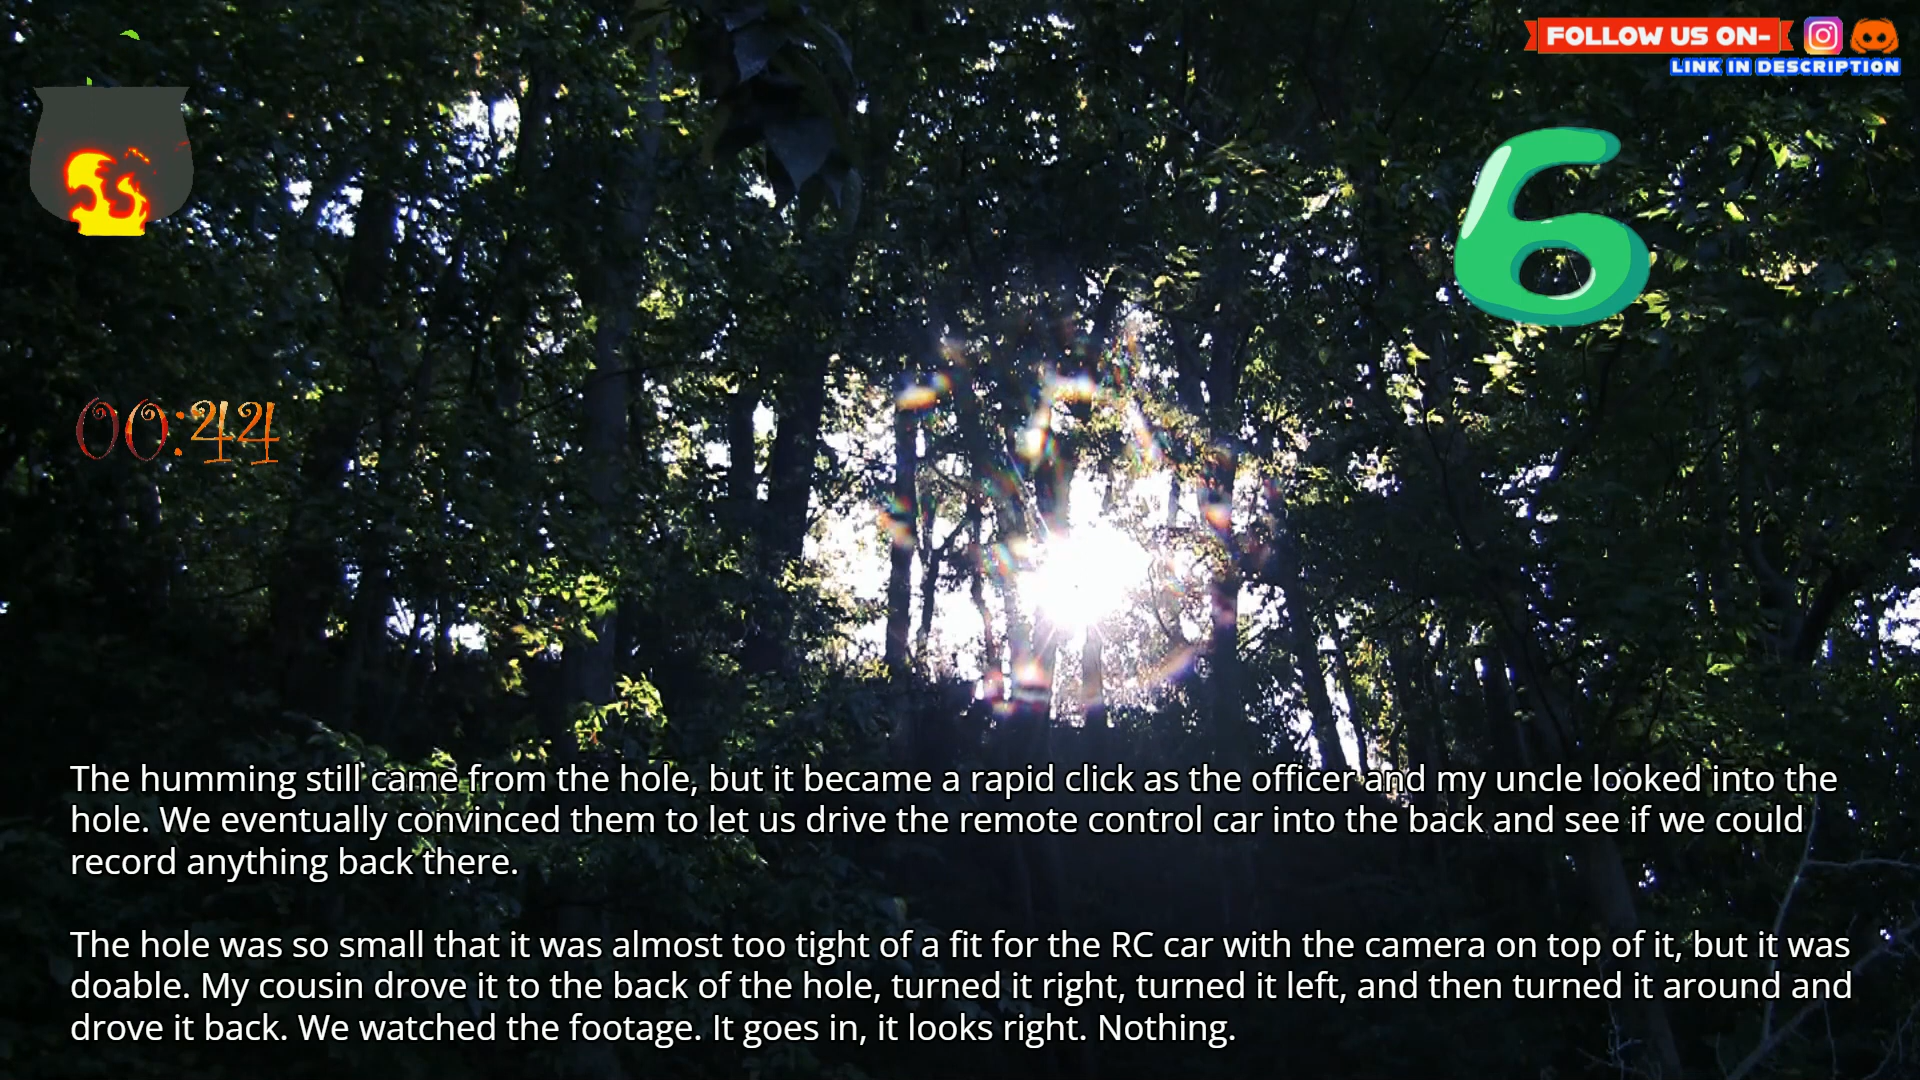 FOLLOW US ON-
LINK IN DESCRIPTION
6
00:44
The humming still came from the hole, but it became a rapid click as the officer and my uncle looked into the
hole. We eventually convinced them to let us drive the remote control car into the back and see if we could
record anything back there.
The hole was so small that it was almost too tight of a fit for the RC car with the camera on top of it, but it was
doable. My cousin drove it to the back of the hole, turned it right, turned it left, and then turned it around and
drove it back. We watched the footage. It goes in, it looks right. Nothing.